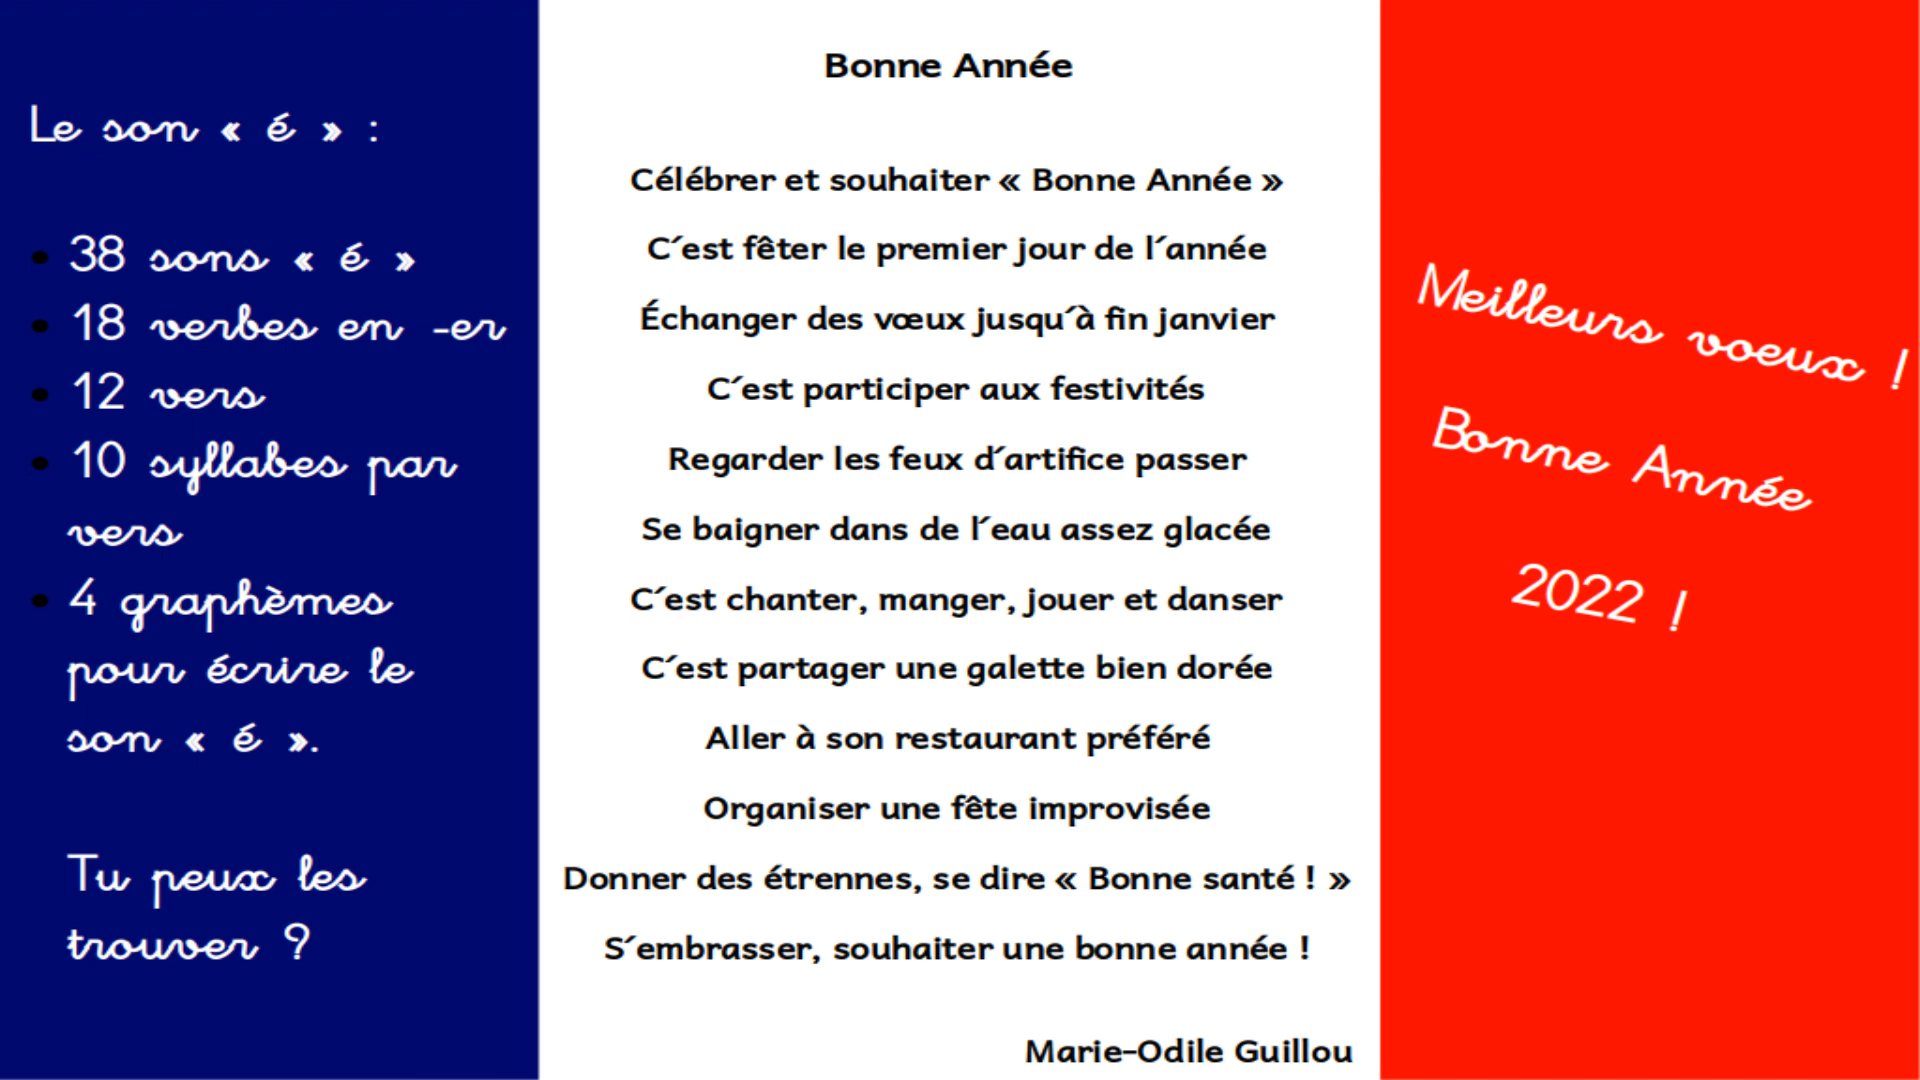 Le son « é » :
• 38 sons « é »
• 18 verbes en -er
• 12 vers
• 10 syllabes par
vers
• 4 graphèmes
pour écrire le
son « é ».
Tu peux les
trouver ?
Bonne Année
Célébrer et souhaiter « Bonne Année »
C´est fêter le premier jour de l´année
Échanger des vœux jusqu´à fin janvier
C´est participer aux festivités
Regarder les feux d´artifice passer
Se baigner dans de l´eau assez glacée
C´est chanter, manger, jouer et danser
C´est partager une galette bien dorée
Aller à son restaurant préféré
Organiser une fête improvisée
Donner des étrennes, se dire « Bonne santé ! »
S´embrasser, souhaiter une bonne année !
Marie-Odile Guillou
Meilleurs voeux !
Bonne Année
2022 !